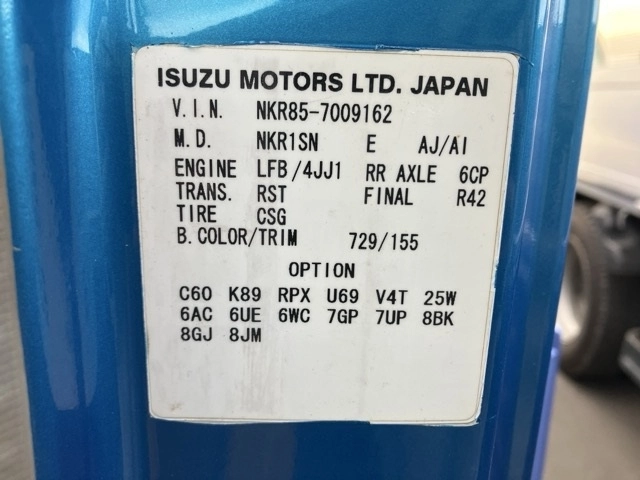 ISUZU MOTORS LTD. JAPAN
V.I.N. NKR85-7009162
M.D. NKR1SN E AJ/AI
ENGINE LFB/4JJ1 RR AXLE 6CP
TRANS. RST FINAL R42
TIRE CSG
B.COLOR/TRIM 729/155
OPTION
C60 K89 RPX U69 V4T 25W
6AC 6UE 6WC 7GP 7UP 8BK
8GJ 8JM